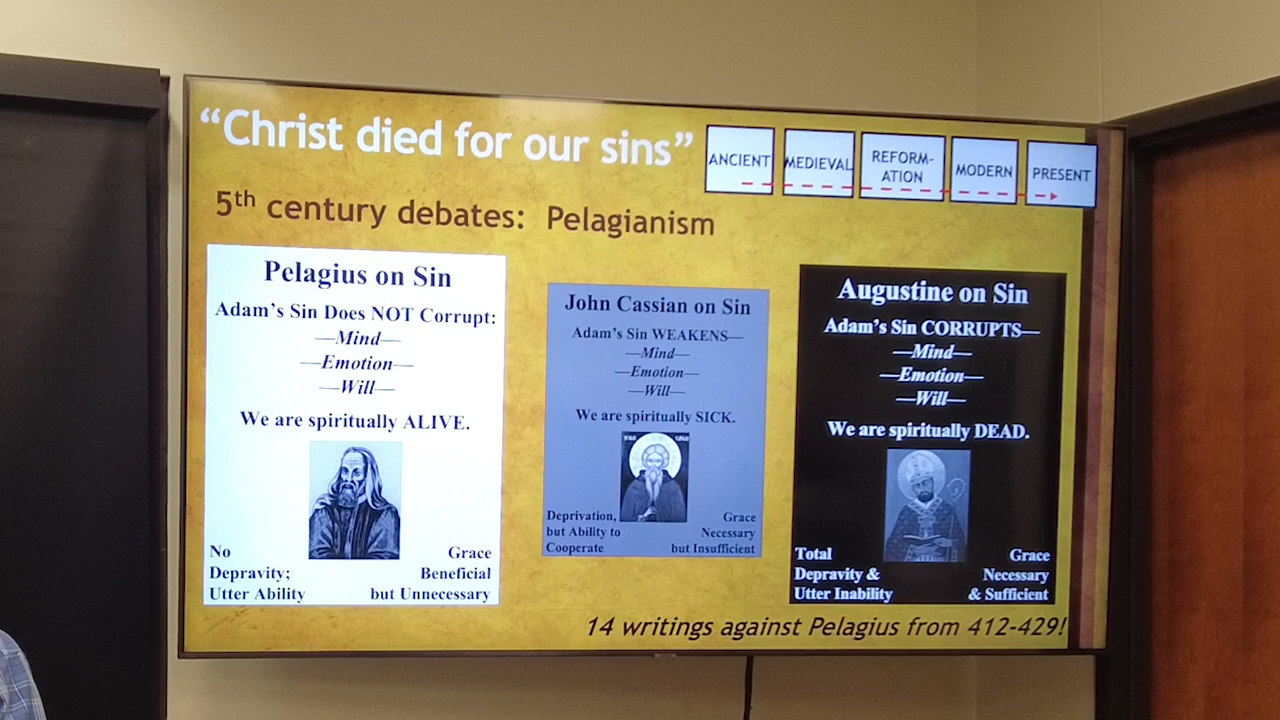 “Christ died for our sins”
ANCIENT
MEDIEVAL
REFORM-
ATION
MODERN
PRESENT
5th century debates: Pelagianism
Pelagius on Sin
Adam's Sin Does NOT Corrupt:
—Mind—
—Emotion—
—Will—
We are spiritually ALIVE.
No
Depravity;
Utter Ability
Grace
Beneficial
but Unnecessary
John Cassian on Sin
Adam's Sin WEAKENS—
—Mind—
—Emotion—
—Will—
We are spiritually SICK.
Deprivation,
but Ability to
Cooperate
Grace
Necessary
but Insufficient
Augustine on Sin
Adam's Sin CORRUPTS—
—Mind—
—Emotion—
—Will—
We are spiritually DEAD.
Total
Depravity &
Utter Inability
Grace
Necessary
& Sufficient
14 writings against Pelagius from 412-429!